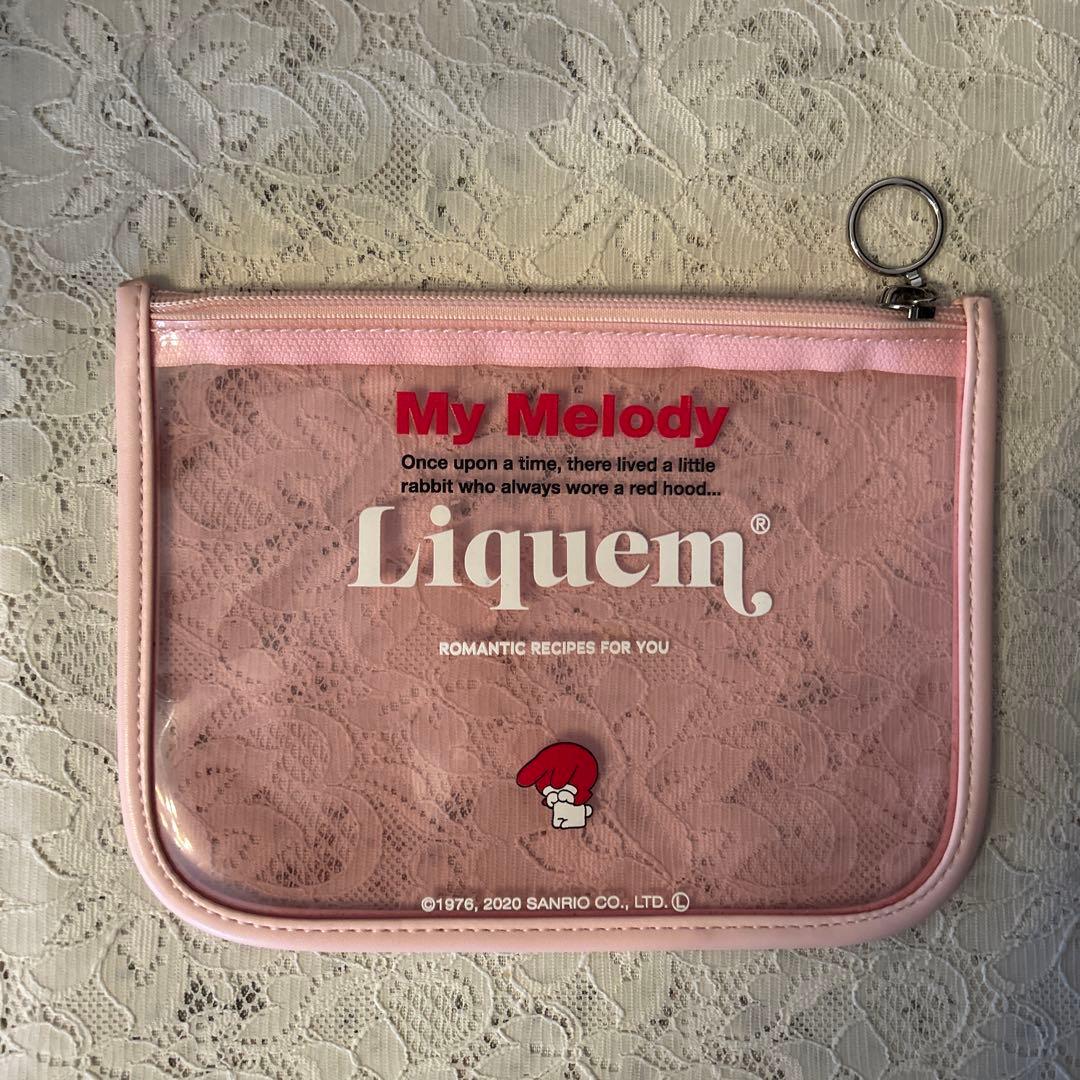 My Melody
Once upon a time, there lived a little
rabbit who always wore a red hood...
Liquem®
ROMANTIC RECIPES FOR YOU
©1976, 2020 SANRIO CO., LTD. Ⓛ